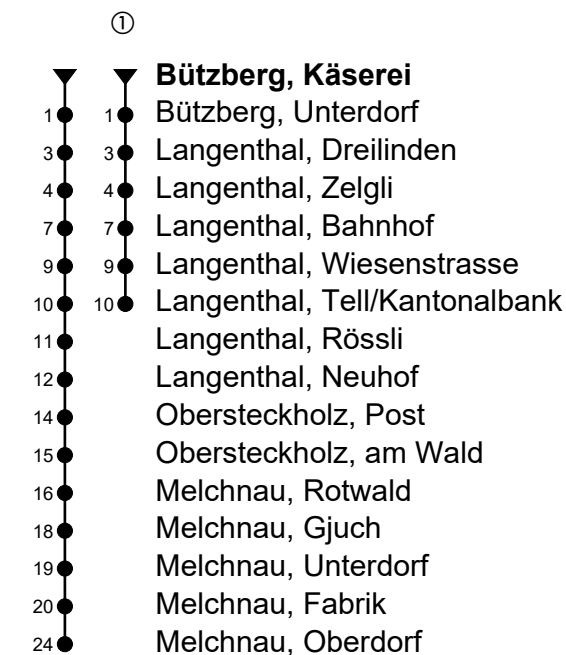 ①
Bützberg, Käserei
1 1 Bützberg, Unterdorf
3 3 Langenthal, Dreilinden
4 4 Langenthal, Zelgli
7 7 Langenthal, Bahnhof
9 9 Langenthal, Wiesenstrasse
10 10 Langenthal, Tell/Kantonalbank
11 Langenthal, Rössli
12 Langenthal, Neuhof
14 Obersteckholz, Post
15 Obersteckholz, am Wald
16 Melchnau, Rotwald
18 Melchnau, Gjuch
19 Melchnau, Unterdorf
20 Melchnau, Fabrik
24 Melchnau, Oberdorf